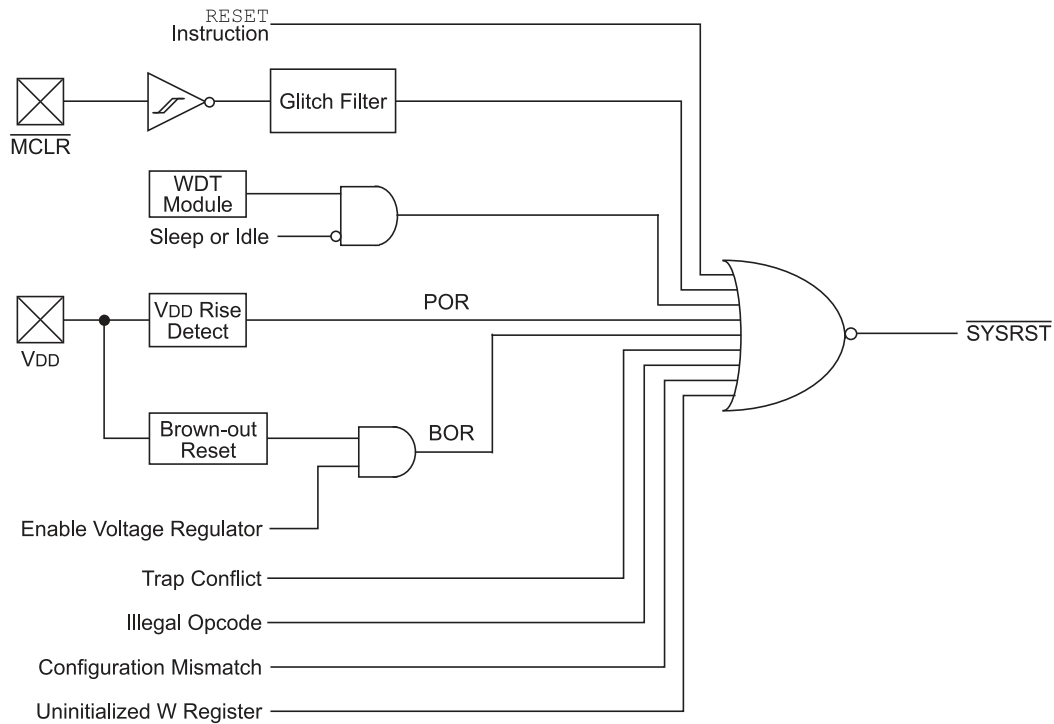 RESET
Instruction
MCLR
Glitch Filter
WDT
Module
Sleep or Idle
VDD
VDD Rise
Detect
POR
SYSRST
Brown-out
Reset
BOR
Enable Voltage Regulator
Trap Conflict
Illegal Opcode
Configuration Mismatch
Uninitialized W Register